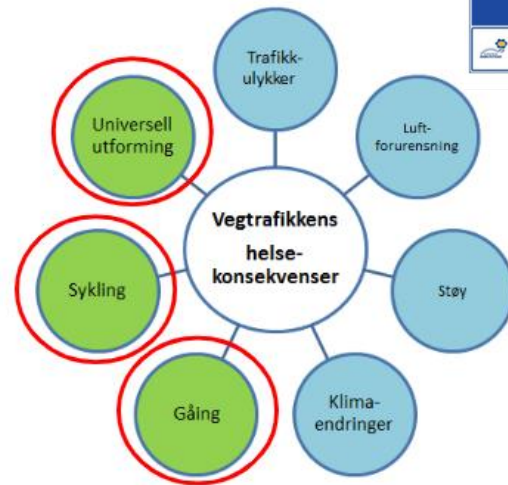 Trafikk-
ulykker
Universell
utforming
Luft-
forurensning
Vegtrafikkens
helse-
konsekvenser
Sykling
Støy
Gåing
Klima-
endringer